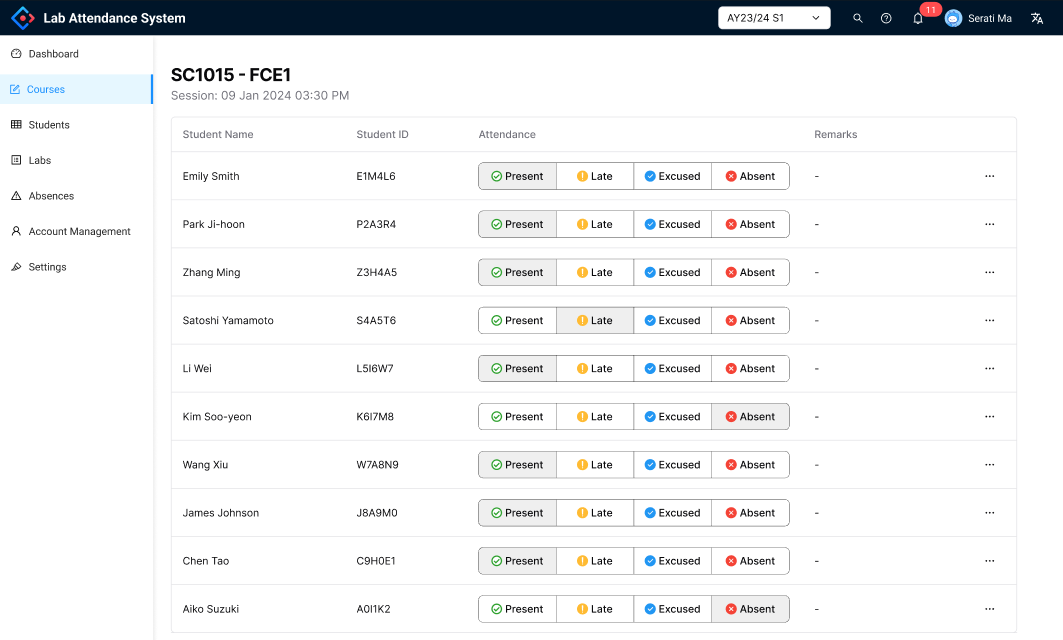 Lab Attendance System
AY23/24 S1
11
Serati Ma
Dashboard
Courses
Students
Labs
Absences
Account Management
Settings
SC1015 - FCE1
Session: 09 Jan 2024 03:30 PM
Student Name Student ID Attendance Remarks
Emily Smith E1M4L6 Present Late Excused Absent -
Park Ji-hoon P2A3R4 Present Late Excused Absent -
Zhang Ming Z3H4A5 Present Late Excused Absent -
Satoshi Yamamoto S4A5T6 Present Late Excused Absent -
Li Wei L5I6W7 Present Late Excused Absent -
Kim Soo-yeon K6I7M8 Present Late Excused Absent -
Wang Xiu W7A8N9 Present Late Excused Absent -
James Johnson J8A9M0 Present Late Excused Absent -
Chen Tao C9H0E1 Present Late Excused Absent -
Aiko Suzuki A0I1K2 Present Late Excused Absent -